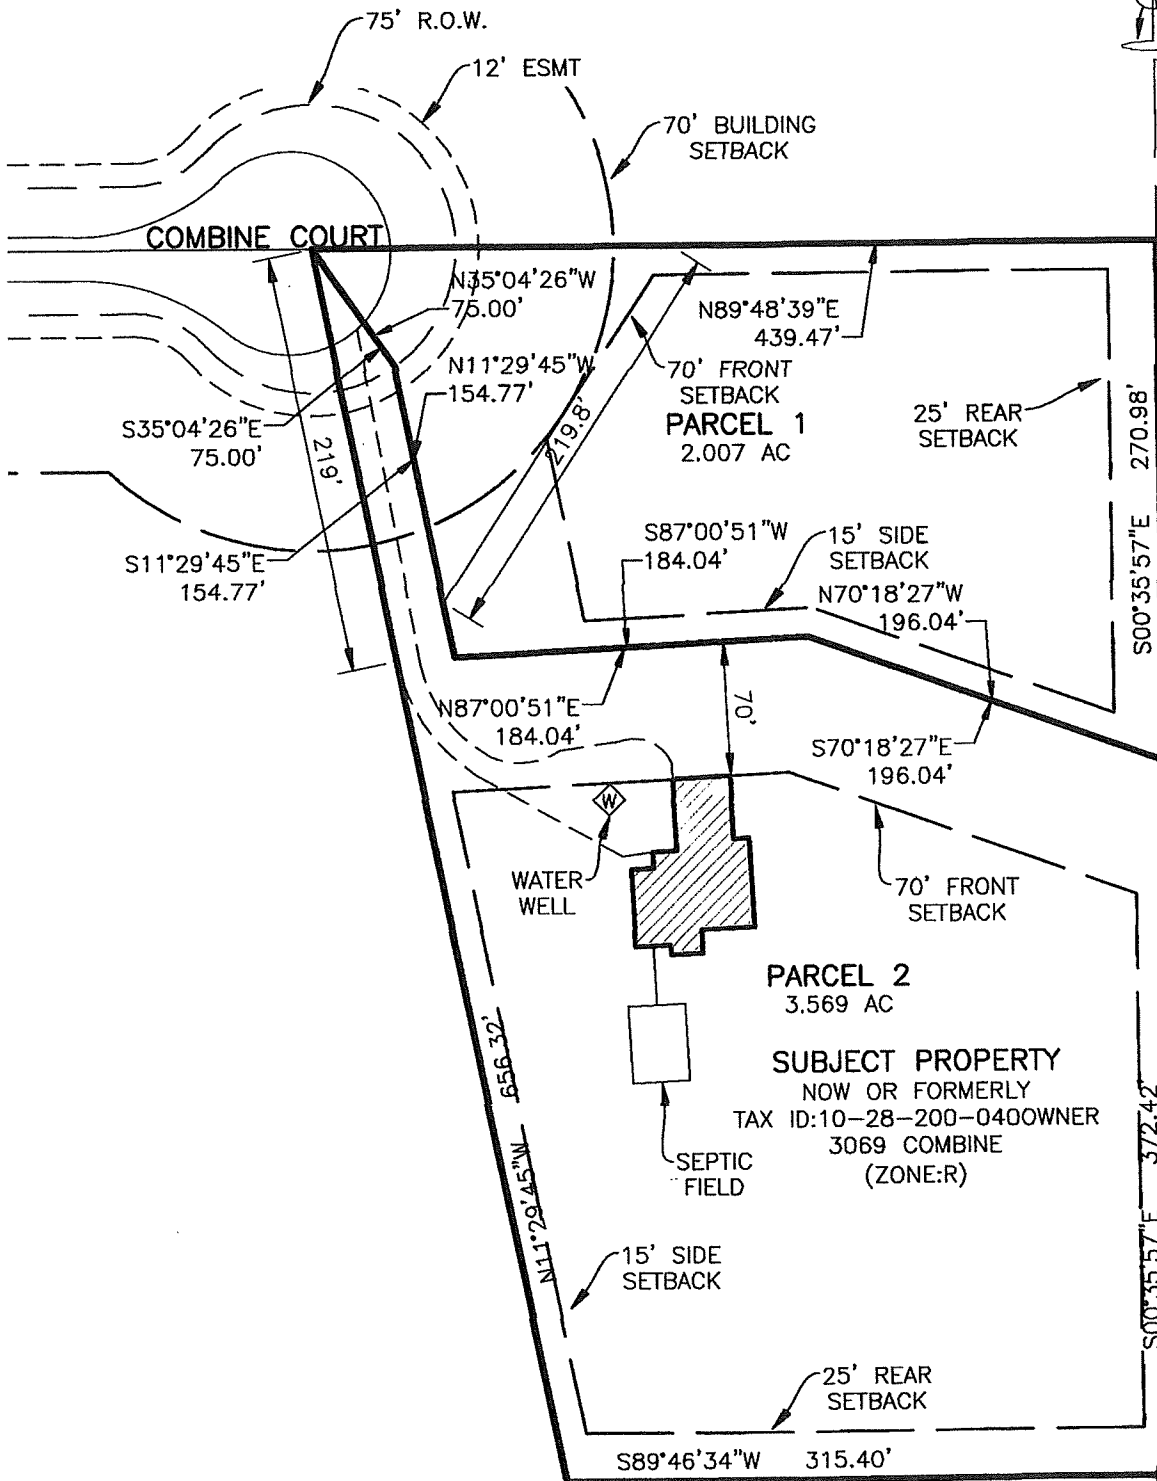 75' R.O.W.
12' ESMT
70' BUILDING
SETBACK
COMBINE COURT
N35°04'26"W
75.00'
N89°48'39"E
439.47'
N11°29'45"W
154.77'
70' FRONT
SETBACK
S35°04'26"E
75.00'
219'
219.8'
PARCEL 1
2.007 AC
25' REAR
SETBACK
S00°35'57"E 270.98'
S11°29'45"E
154.77'
S87°00'51"W
184.04'
15' SIDE
SETBACK
N70°18'27"W
196.04'
N87°00'51"E
184.04'
70'
S70°18'27"E
196.04'
W
WATER
WELL
70' FRONT
SETBACK
PARCEL 2
3.569 AC
SUBJECT PROPERTY
NOW OR FORMERLY
TAX ID:10-28-200-040OWNER
3069 COMBINE
(ZONE:R)
SEPTIC
FIELD
N11°29'45"W 656.32'
S00°35'57"E 372.42'
15' SIDE
SETBACK
25' REAR
SETBACK
S89°46'34"W 315.40'